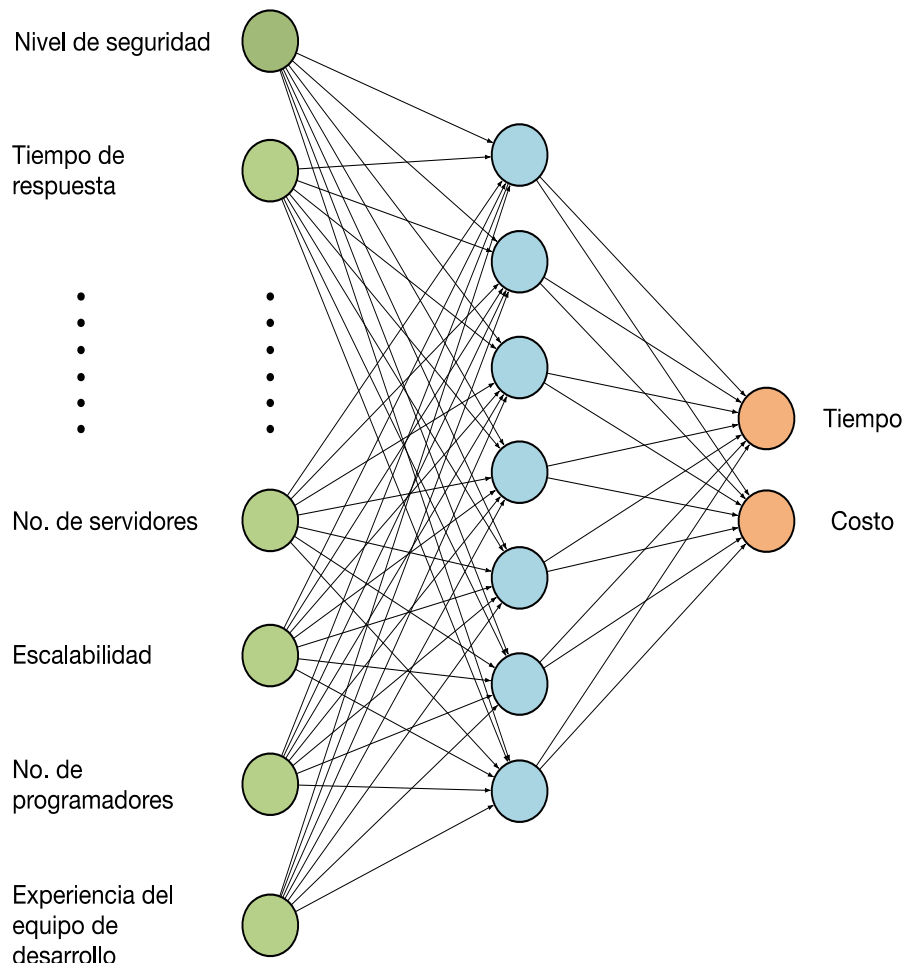 Nivel de seguridad
Tiempo de
respuesta
No. de servidores
Escalabilidad
No. de
programadores
Experiencia del
equipo de
desarrollo
Tiempo
Costo